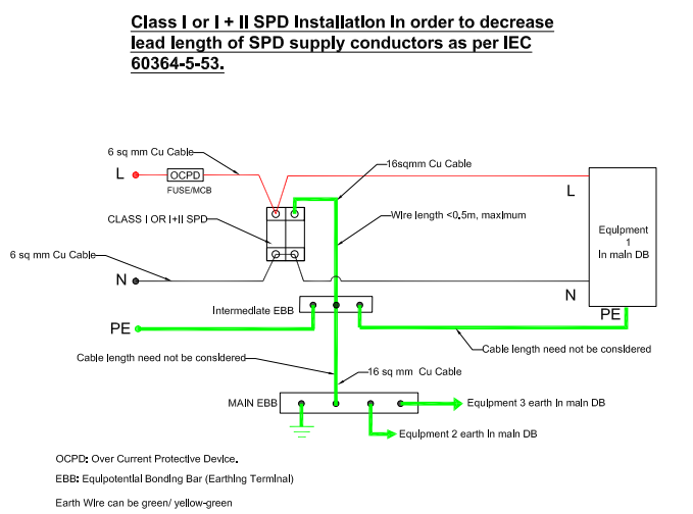 Class I or I + II SPD Installation In order to decrease
lead length of SPD supply conductors as per IEC
60364-5-53.
6 sq mm Cu Cable
16sqmm Cu Cable
L
OCPD
FUSE/MCB
L
CLASS I OR I+II SPD
Wire length <0.5m, maximum
Equipment
1
In main DB
6 sq mm Cu Cable
N
N
Intermediate EBB
PE
PE
Cable length need not be considered
Cable length need not be considered
16 sq mm Cu Cable
MAIN EBB
Equipment 3 earth In main DB
Equipment 2 earth In main DB
OCPD: Over Current Protective Device.
EBB: Equipotential Bonding Bar (Earthing Terminal)
Earth Wire can be green/ yellow-green